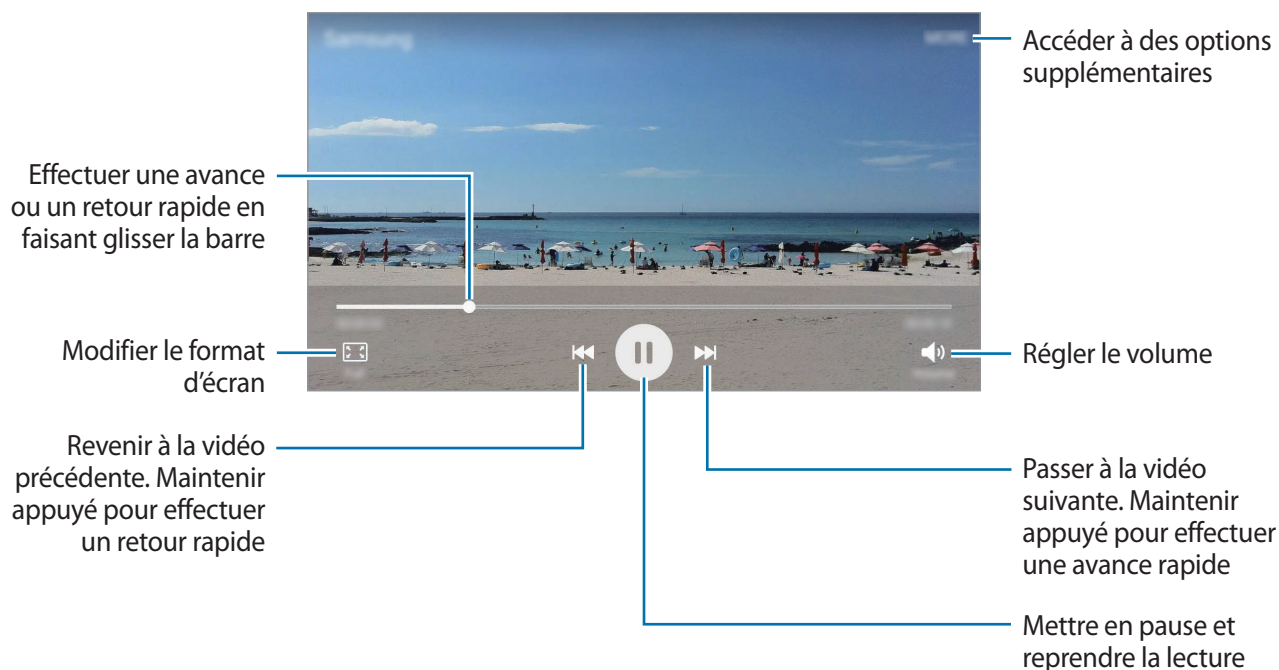 Accéder à des options
supplémentaires
Effectuer une avance
ou un retour rapide en
faisant glisser la barre
Modifier le format
d'écran
Régler le volume
Revenir à la vidéo
précédente. Maintenir
appuyé pour effectuer
un retour rapide
Passer à la vidéo
suivante. Maintenir
appuyé pour effectuer
une avance rapide
Mettre en pause et
reprendre la lecture
Samsung
MORE